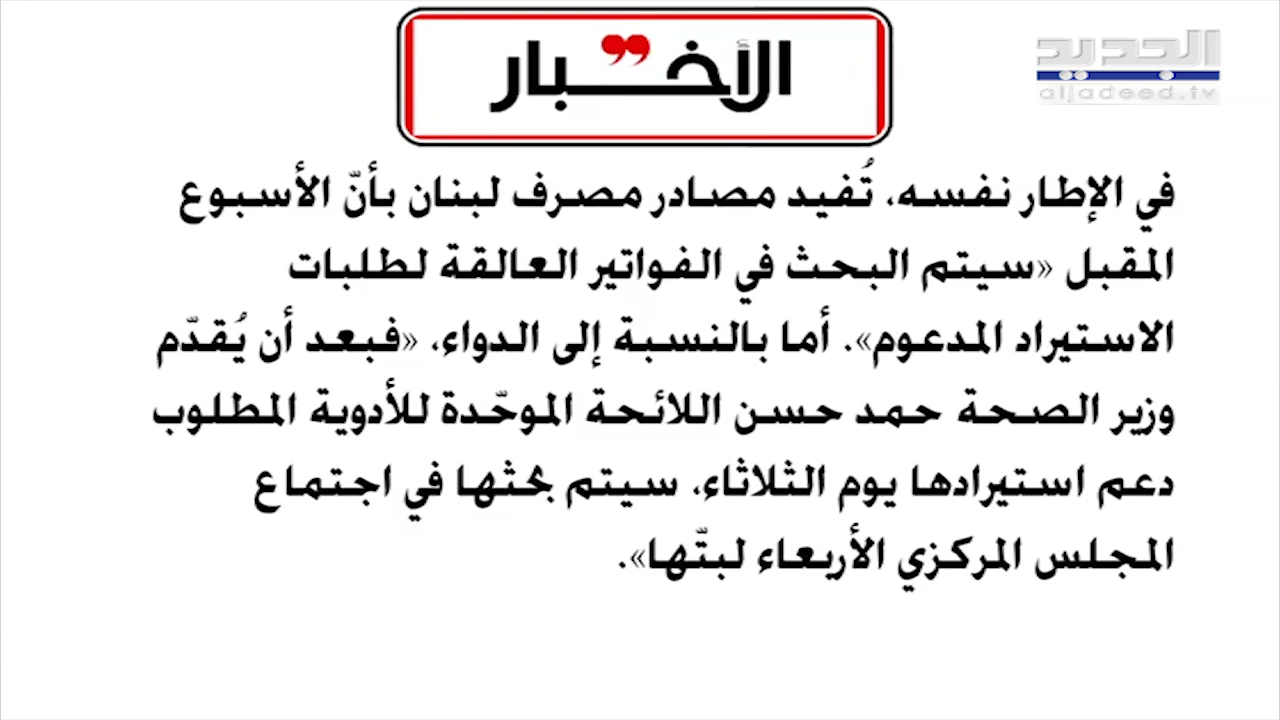 الأخبار
الجديد
aljadeed.tv
في الإطار نفسه، تُفيد مصادر مصرف لبنان بأنّ الأسبوع
المقبل «سيتم البحث في الفواتير العالقة لطلبات
الاستيراد المدعوم». أما بالنسبة إلى الدواء، «فبعد أن يُقدّم
وزير الصحة حمد حسن اللائحة الموحّدة للأدوية المطلوب
دعم استيرادها يوم الثلاثاء، سيتم بحثها في اجتماع
المجلس المركزي الأربعاء لبتّها».